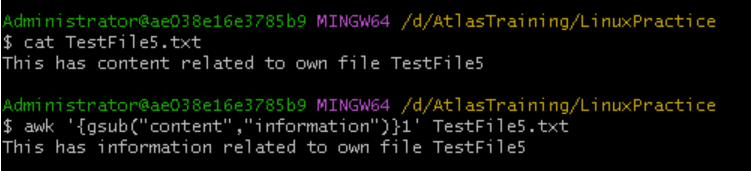 Administrator@ae038e16e3785b9 MINGW64 /d/AtlasTraining/LinuxPractice
$ cat TestFile5.txt
This has content related to own file TestFile5
Administrator@ae038e16e3785b9 MINGW64 /d/AtlasTraining/LinuxPractice
$ awk '{gsub("content","information")}1' TestFile5.txt
This has information related to own file TestFile5